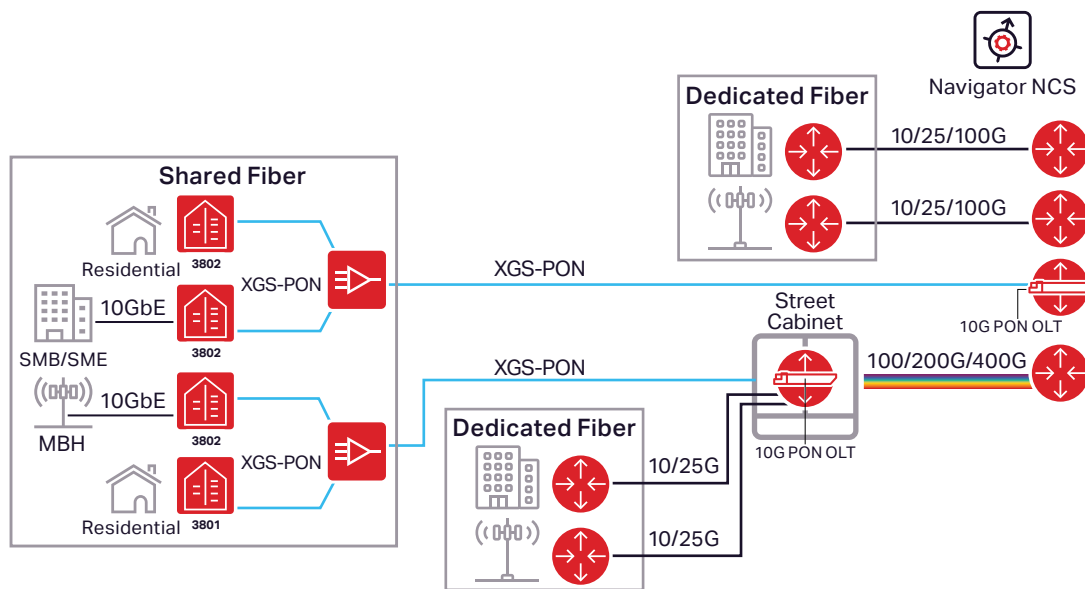 Navigator NCS
Dedicated Fiber
10/25/100G
10/25/100G
Shared Fiber
Residential
3802
XGS-PON
10GbE
SMB/SME
3802
10GbE
MBH
3802
XGS-PON
Residential
3801
XGS-PON
10G PON OLT
Street
Cabinet
XGS-PON
100/200G/400G
10G PON OLT
Dedicated Fiber
10/25G
10/25G